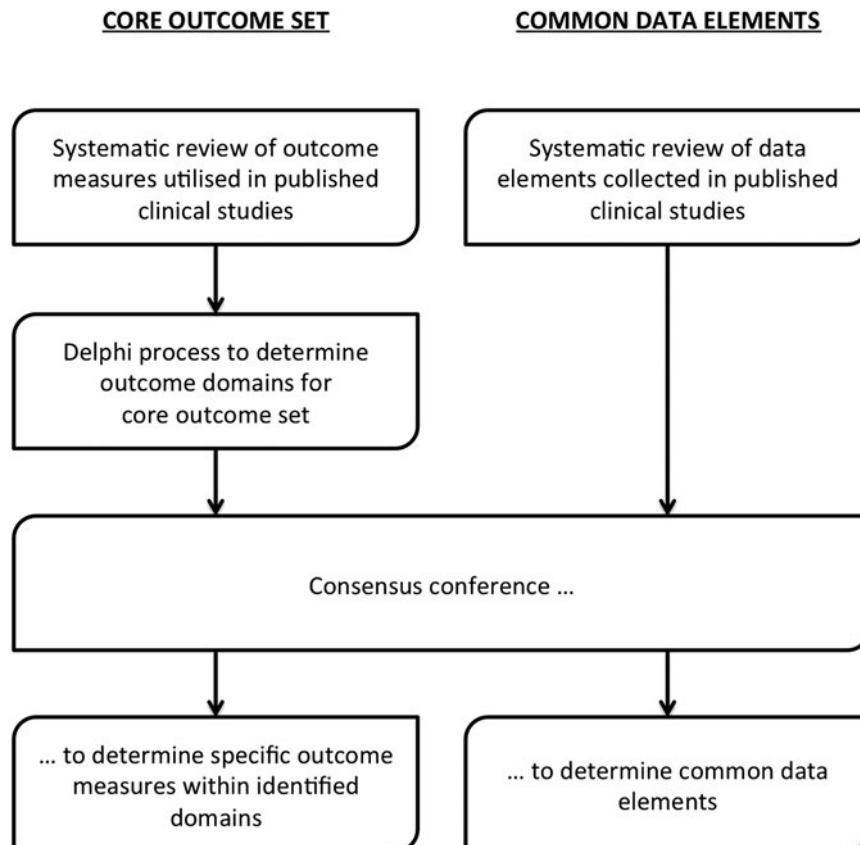 CORE OUTCOME SET
COMMON DATA ELEMENTS
Systematic review of outcome
measures utilised in published
clinical studies
Systematic review of data
elements collected in published
clinical studies
Delphi process to determine
outcome domains for
core outcome set
Consensus conference ...
... to determine specific outcome
measures within identified
domains
... to determine common data
elements